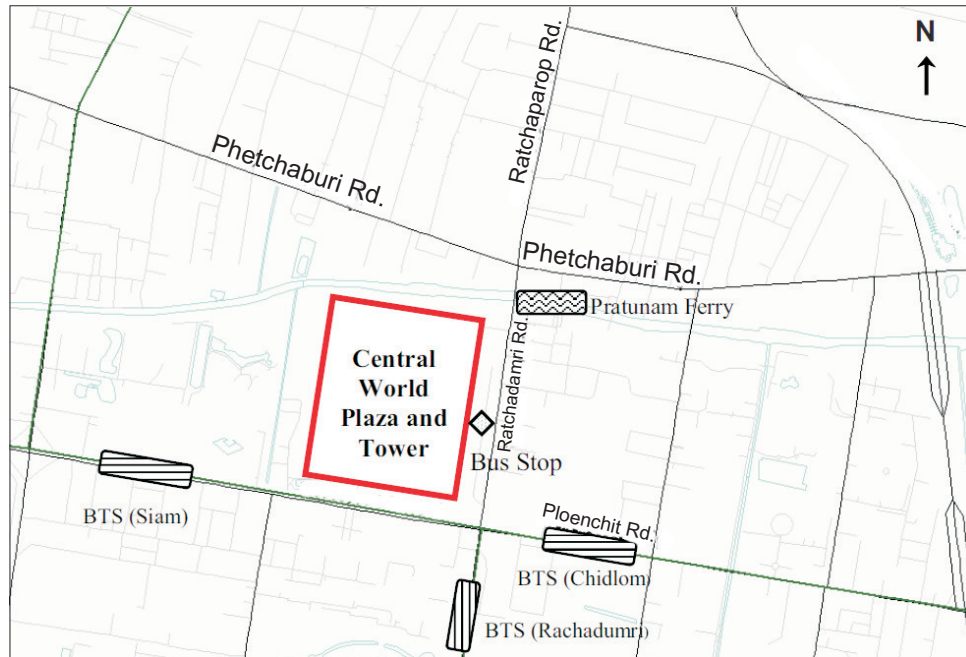 N
Ratchaparop Rd.
Phetchaburi Rd.
Phetchaburi Rd.
Pratunam Ferry
Ratchadamri Rd.
Central
World
Plaza and
Tower
Bus Stop
BTS (Siam)
Ploenchit Rd.
BTS (Chidlom)
BTS (Rachadumri)